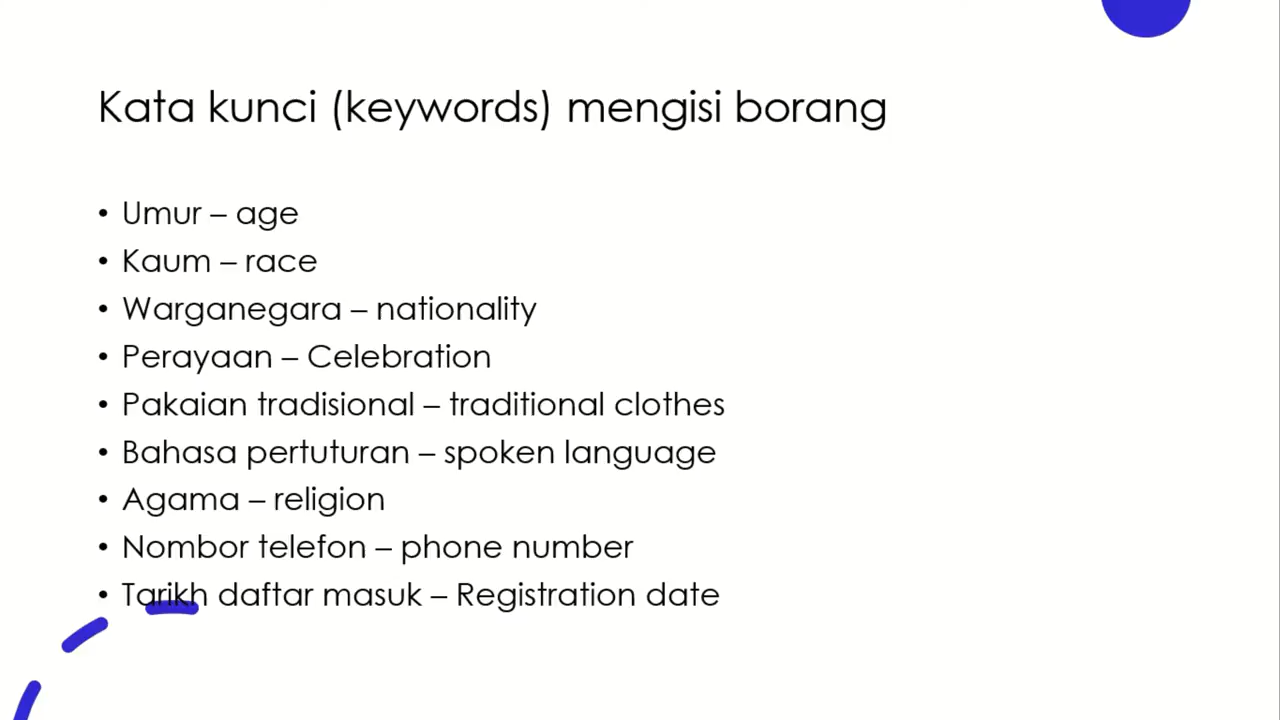 Kata kunci (keywords) mengisi borang
• Umur – age
• Kaum – race
• Warganegara – nationality
• Perayaan – Celebration
• Pakaian tradisional – traditional clothes
• Bahasa pertuturan – spoken language
• Agama – religion
• Nombor telefon – phone number
• Tarikh daftar masuk – Registration date